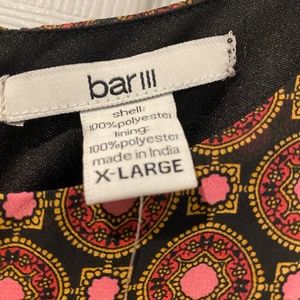 bar III
shell:
100%polyester
lining:
100%polyester
made in India
X-LARGE